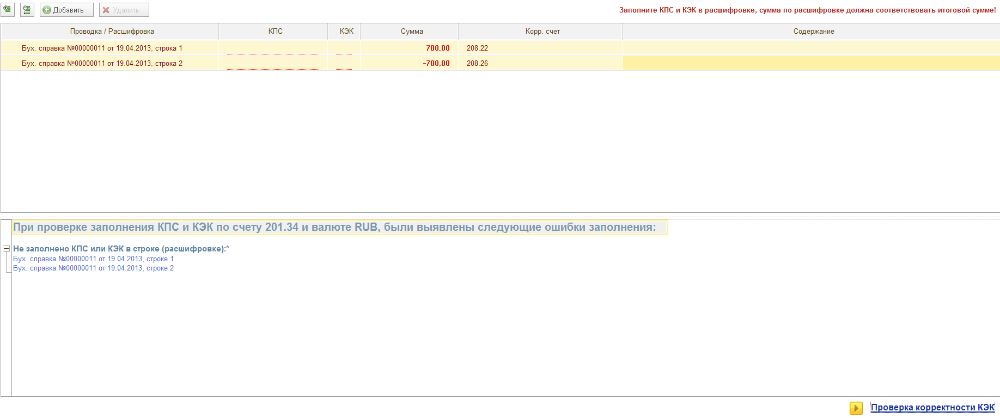 Добавить Удалить Заполните КПС и КЭК в расшифровке, сумма по расшифровке должна соответствовать итоговой сумме!
Проводка / Расшифровка КПС КЭК Сумма Корр. счет Содержание
Бух. справка №00000011 от 19.04.2013, строка 1 700,00 208.22
Бух. справка №00000011 от 19.04.2013, строка 2 -700,00 208.26
При проверке заполнения КПС и КЭК по счету 201.34 и валюте RUB, были выявлены следующие ошибки заполнения:
Не заполнено КПС или КЭК в строке (расшифровке):*
Бух. справка №00000011 от 19.04.2013, строке 1
Бух. справка №00000011 от 19.04.2013, строке 2
Проверка корректности КЭК